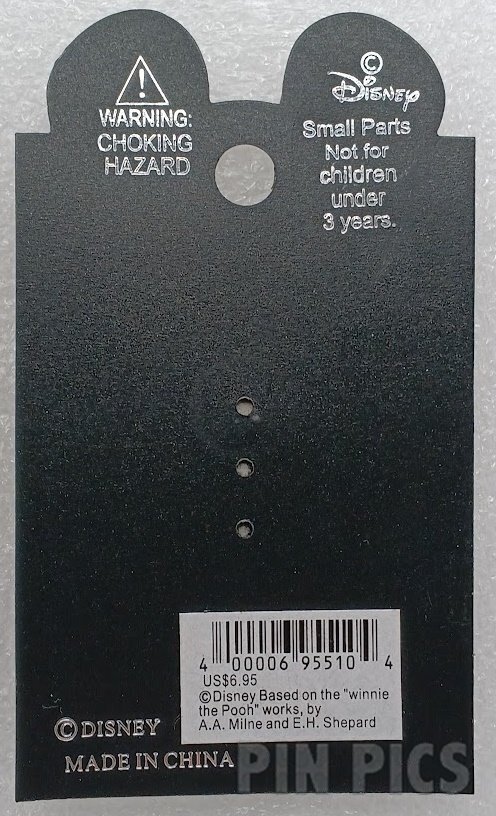 WARNING:
CHOKING
HAZARD
©
Disney
Small Parts
Not for
children
under
3 years.
4 00006 95510 4
US$6.95
©Disney Based on the "winnie
the Pooh" works, by
A.A. Milne and E.H. Shepard
© DISNEY
MADE IN CHINA
PIN PICS